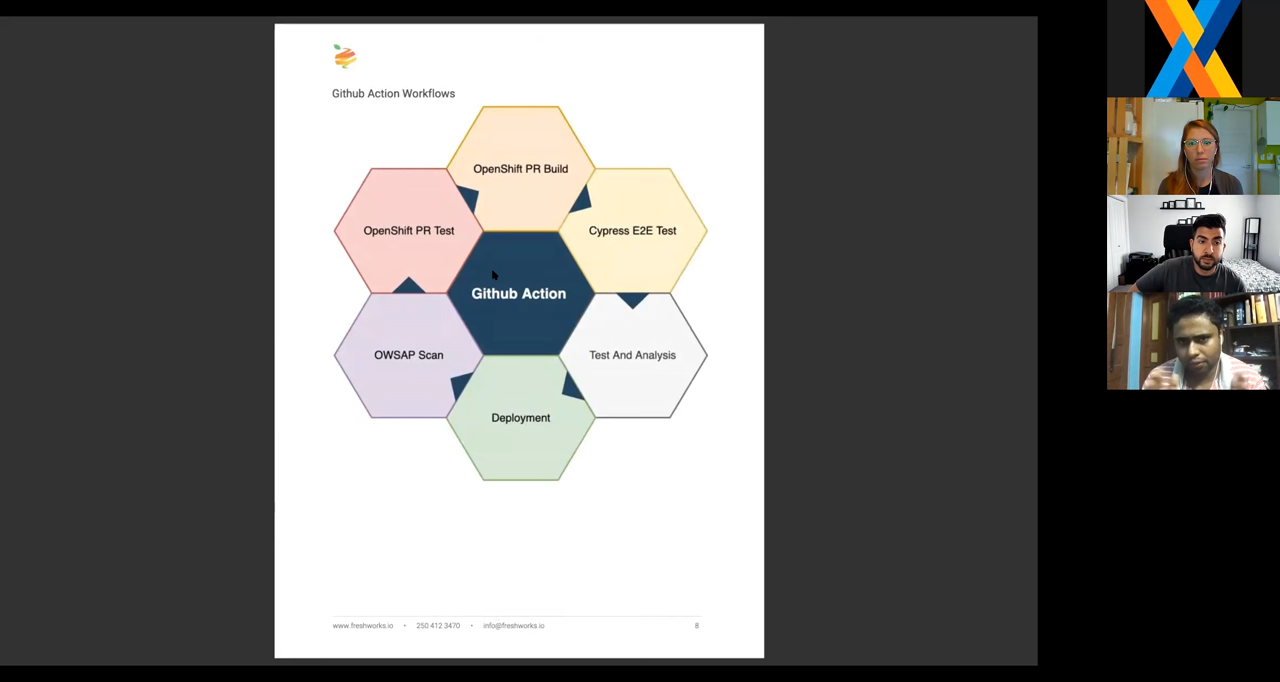 Github Action Workflows
OpenShift PR Build
OpenShift PR Test
Cypress E2E Test
Github Action
OWSAP Scan
Test And Analysis
Deployment
www.freshworks.io • 250 412 3470 • info@freshworks.io 8